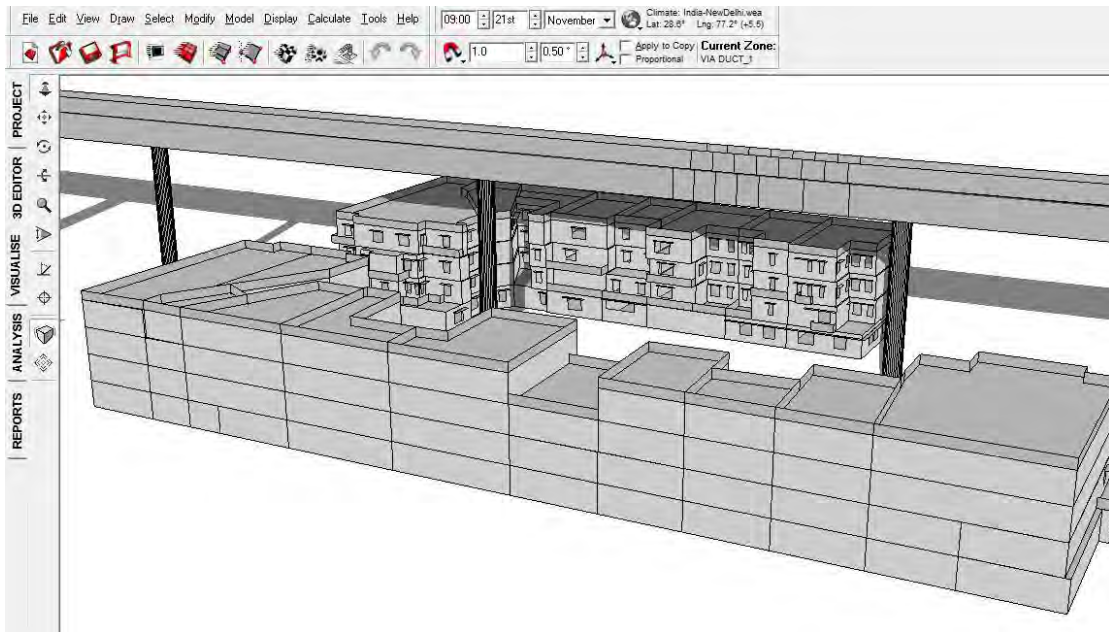 File Edit View Draw Select Modify Model Display Calculate Tools Help
09:00 21st November Climate: India-NewDelhi.wea
Lat: 28.6° Lng: 77.2° (+5.5)
1.0 0.50 ° Apply to Copy Current Zone:
Proportional VIA DUCT_1
PROJECT
3D EDITOR
VISUALISE
ANALYSIS
REPORTS